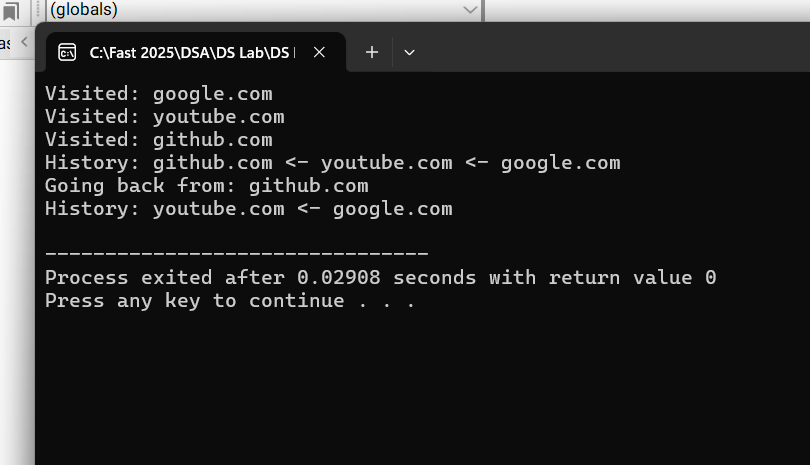 (globals)
C:\Fast 2025\DSA\DS Lab\DS
Visited: google.com
Visited: youtube.com
Visited: github.com
History: github.com <- youtube.com <- google.com
Going back from: github.com
History: youtube.com <- google.com
--------------------------------
Process exited after 0.02908 seconds with return value 0
Press any key to continue . . .